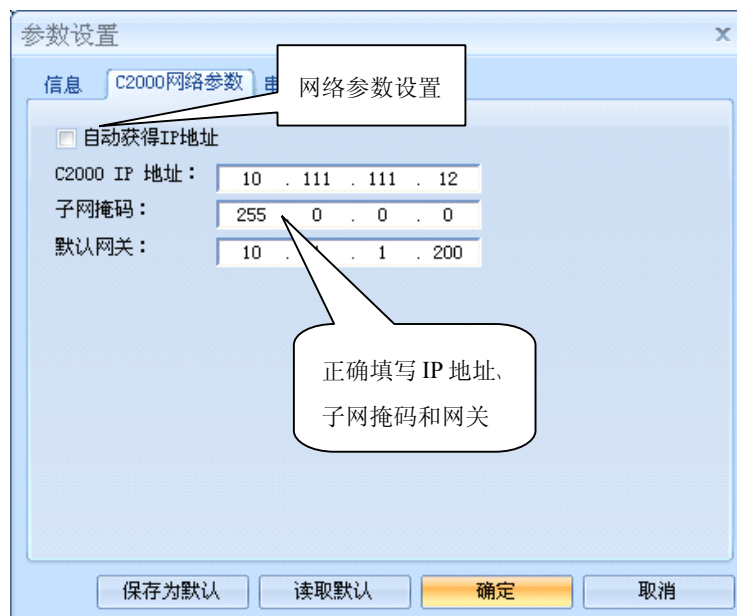 参数设置
信息 C2000网络参数
网络参数设置
自动获得IP地址
C2000 IP 地址： 10 . 111 . 111 . 12
子网掩码： 255 . 0 . 0 . 0
默认网关： 10 . . 1 . 200
正确填写 IP 地址、
子网掩码和网关
保存为默认 读取默认 确定 取消